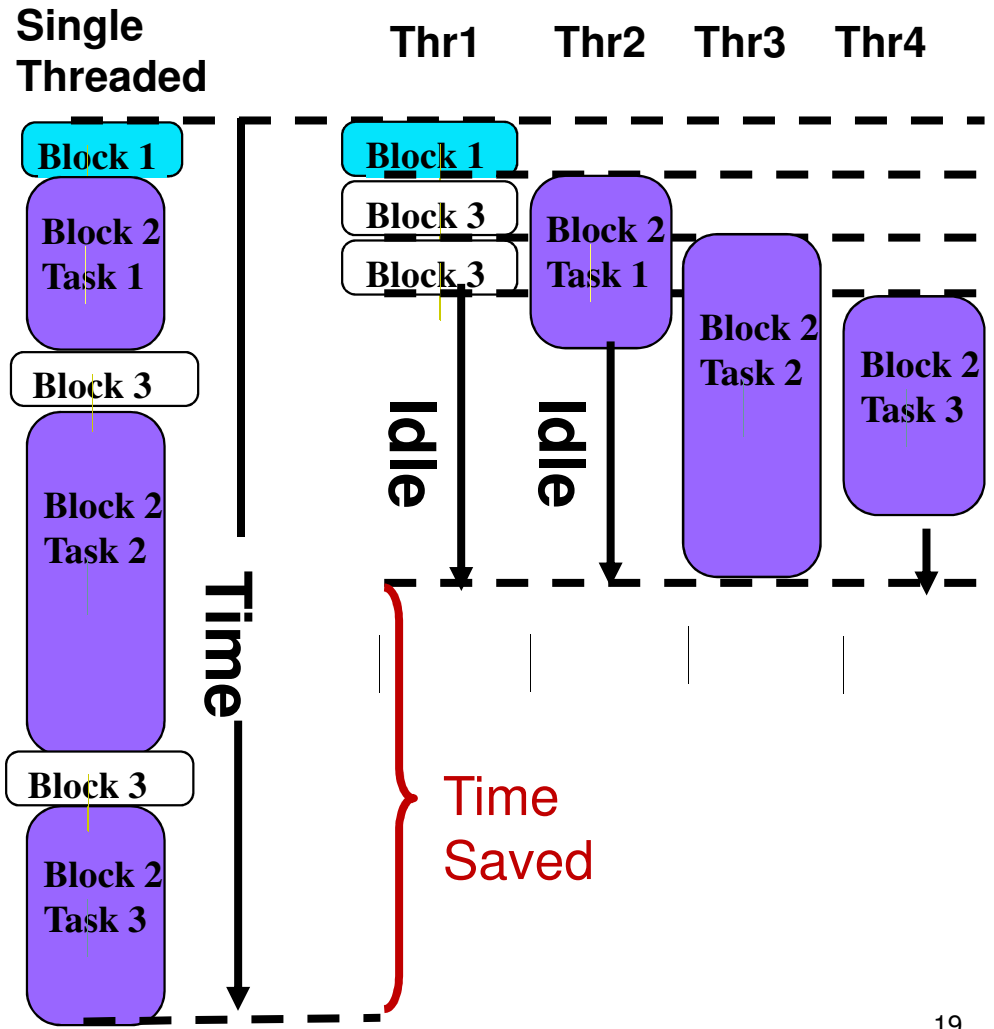 Single
Threaded
Thr1 Thr2 Thr3 Thr4
Block 1
Block 2
Task 1
Block 3
Block 2
Task 2
Block 3
Block 2
Task 3
Time
Block 1
Block 3
Block 3
Idle
Block 2
Task 1
Idle
Block 2
Task 2
Block 2
Task 3
Time
Saved
19